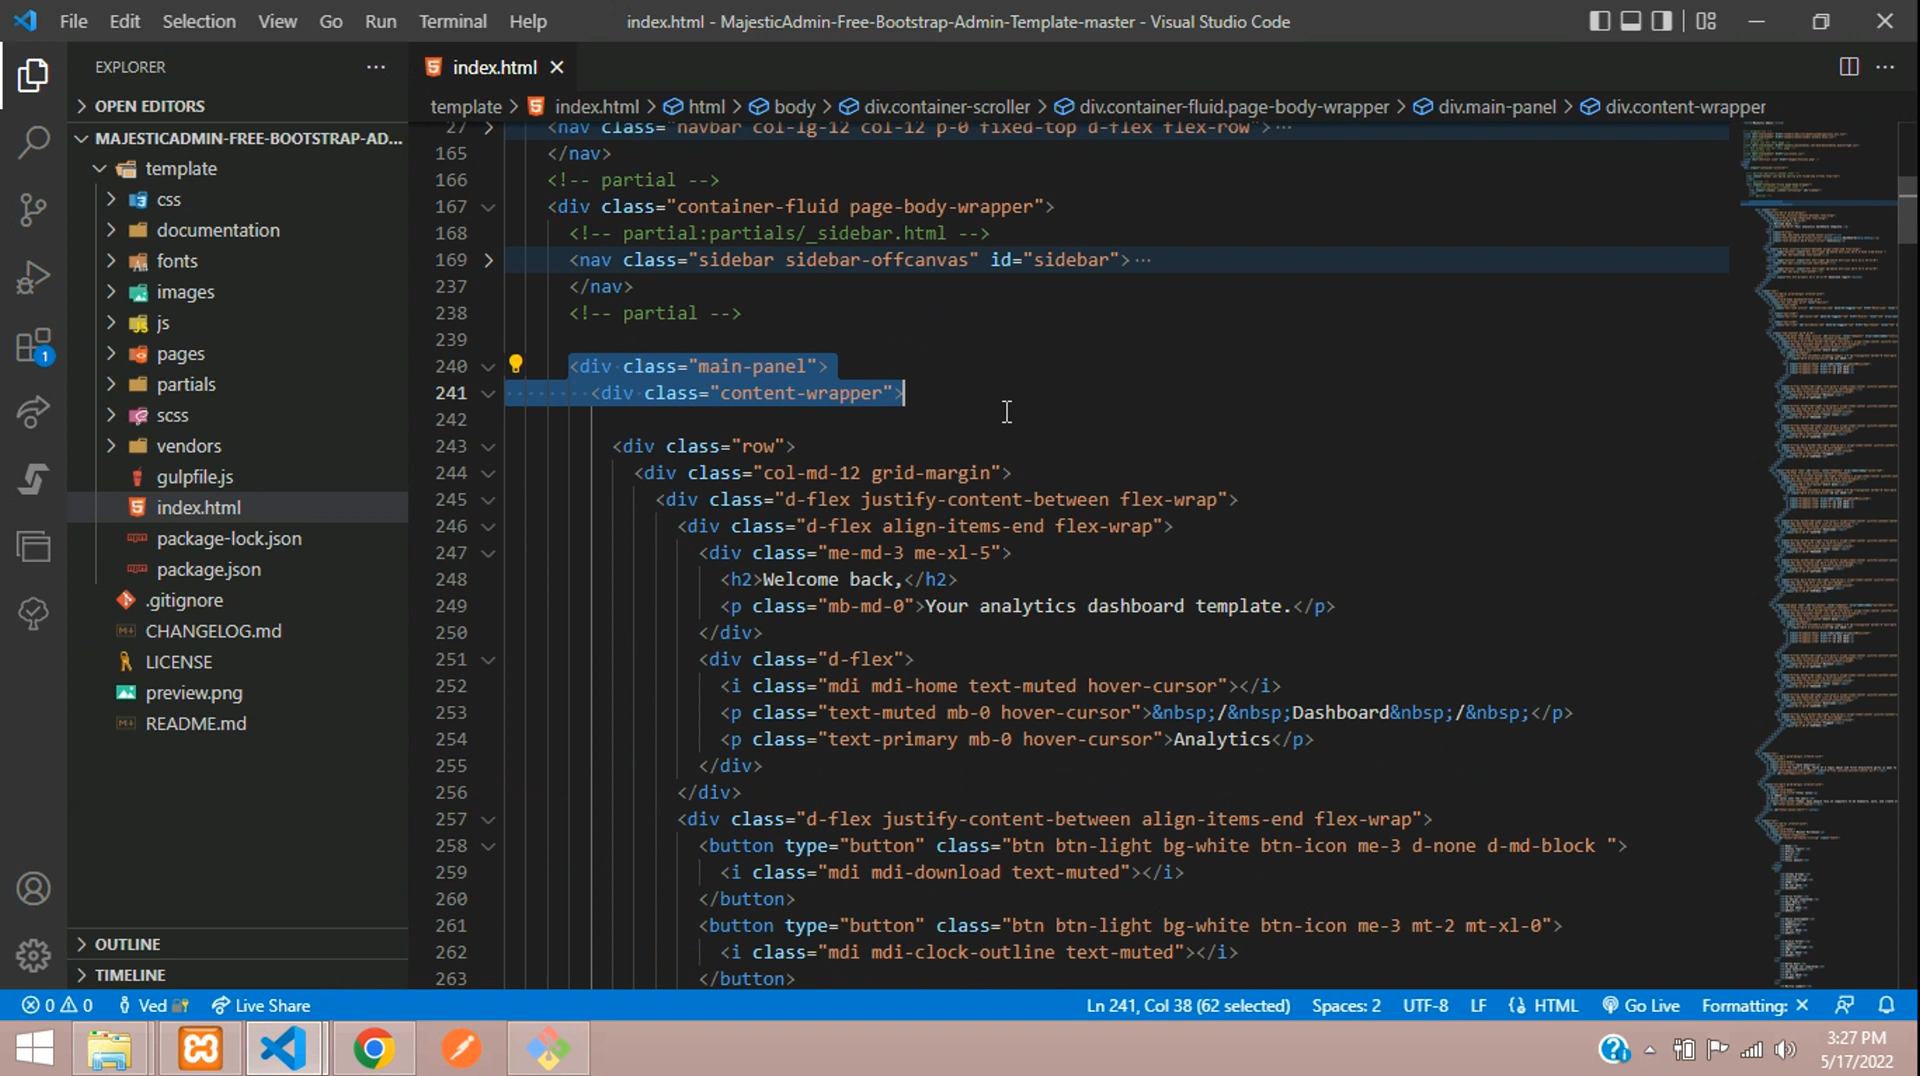 File Edit Selection View Go Run Terminal Help index.html - MajesticAdmin-Free-Bootstrap-Admin-Template-master - Visual Studio Code
EXPLORER
OPEN EDITORS
MAJESTICADMIN-FREE-BOOTSTRAP-AD...
template
css
documentation
fonts
images
js
pages
partials
scss
vendors
gulpfile.js
index.html
package-lock.json
package.json
.gitignore
CHANGELOG.md
LICENSE
preview.png
README.md
OUTLINE
TIMELINE
index.html
template > index.html > html > body > div.container-scroller > div.container-fluid.page-body-wrapper > div.main-panel > div.content-wrapper
27 <nav class="navbar col-lg-12 col-12 p-0 fixed-top d-flex flex-row">···
165 </nav>
166 <!-- partial -->
167 <div class="container-fluid page-body-wrapper">
168 <!-- partial:partials/_sidebar.html -->
169 <nav class="sidebar sidebar-offcanvas" id="sidebar">···
237 </nav>
238 <!-- partial -->
239
240 <div class="main-panel">
241 <div class="content-wrapper">
242
243 <div class="row">
244 <div class="col-md-12 grid-margin">
245 <div class="d-flex justify-content-between flex-wrap">
246 <div class="d-flex align-items-end flex-wrap">
247 <div class="me-md-3 me-xl-5">
248 <h2>Welcome back,</h2>
249 <p class="mb-md-0">Your analytics dashboard template.</p>
250 </div>
251 <div class="d-flex">
252 <i class="mdi mdi-home text-muted hover-cursor"></i>
253 <p class="text-muted mb-0 hover-cursor">&nbsp;/&nbsp;Dashboard&nbsp;/&nbsp;</p>
254 <p class="text-primary mb-0 hover-cursor">Analytics</p>
255 </div>
256 </div>
257 <div class="d-flex justify-content-between align-items-end flex-wrap">
258 <button type="button" class="btn btn-light bg-white btn-icon me-3 d-none d-md-block ">
259 <i class="mdi mdi-download text-muted"></i>
260 </button>
261 <button type="button" class="btn btn-light bg-white btn-icon me-3 mt-2 mt-xl-0">
262 <i class="mdi mdi-clock-outline text-muted"></i>
263 </button>
0 0 Ved Live Share Ln 241, Col 38 (62 selected) Spaces: 2 UTF-8 LF HTML Go Live Formatting: ×
3:27 PM
5/17/2022